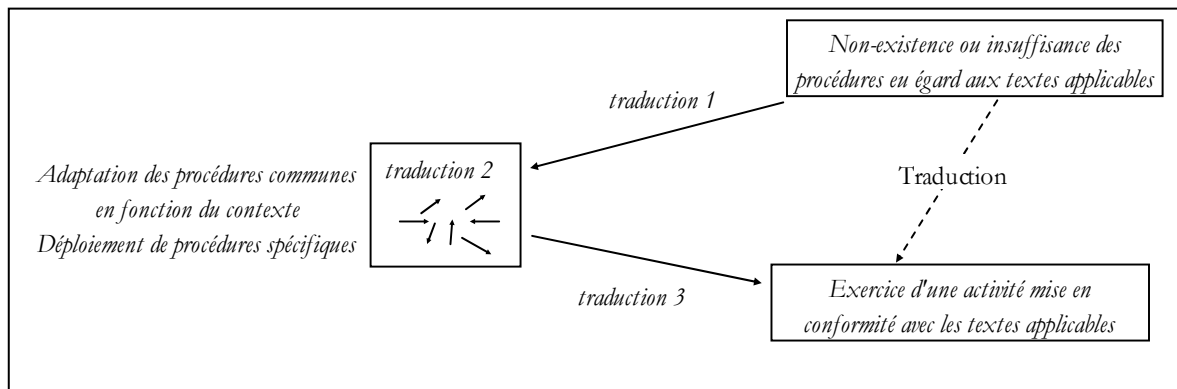 Non-existence ou insuffisance des
procédures eu égard aux textes applicables
traduction 1
traduction 2
Adaptation des procédures communes
en fonction du contexte
Déploiement de procédures spécifiques
Traduction
traduction 3
Exercice d'une activité mise en
conformité avec les textes applicables